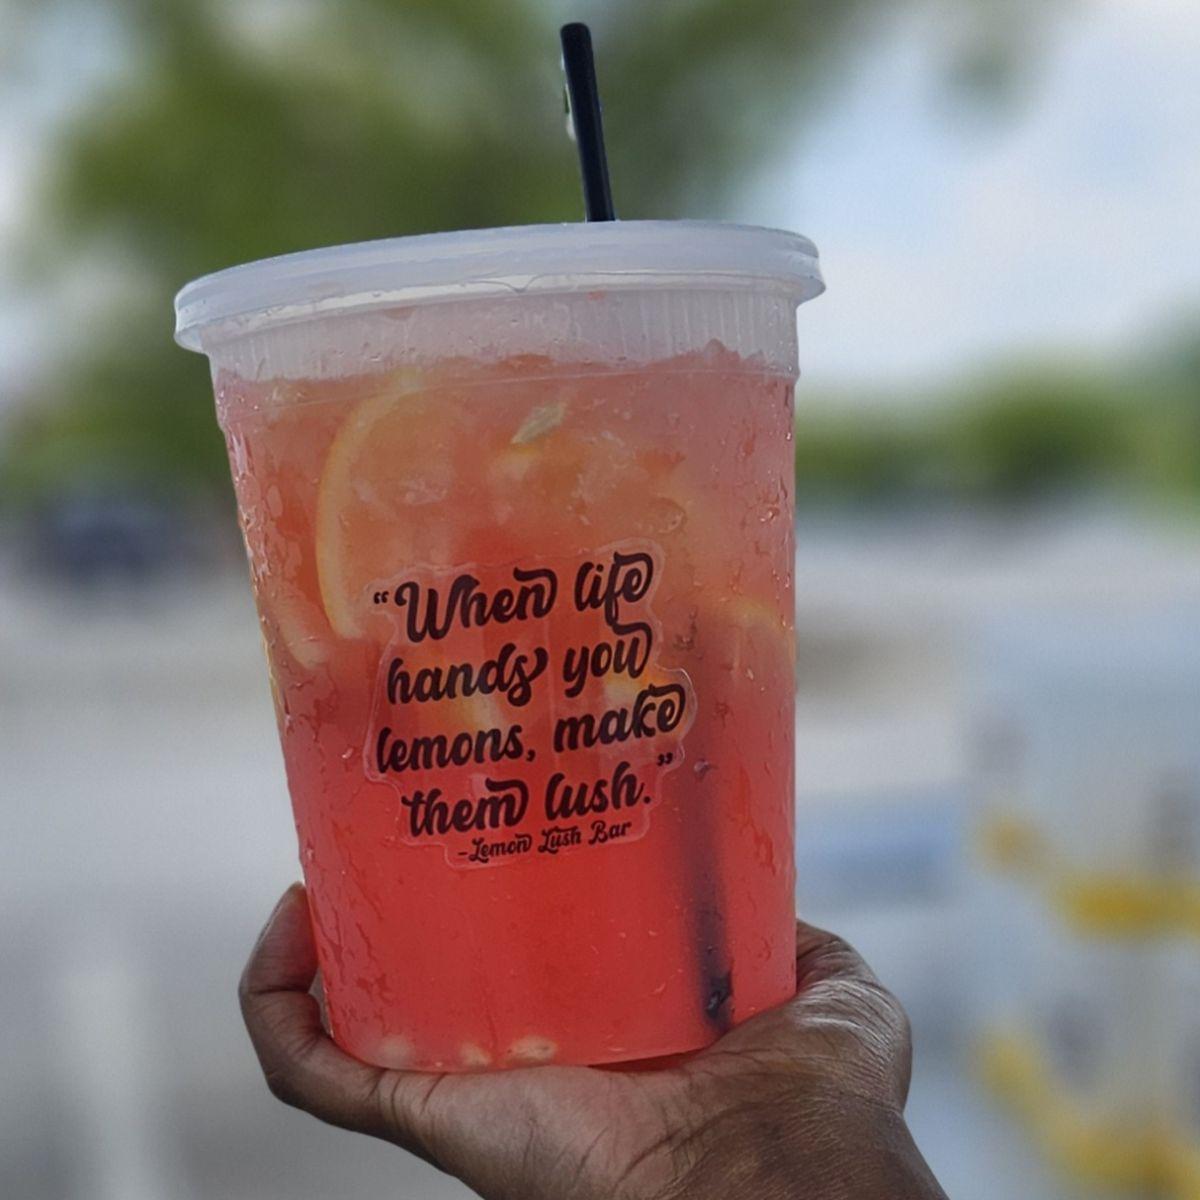 “When life
hands you
lemons, make
them lush.”
-Lemon Lush Bar